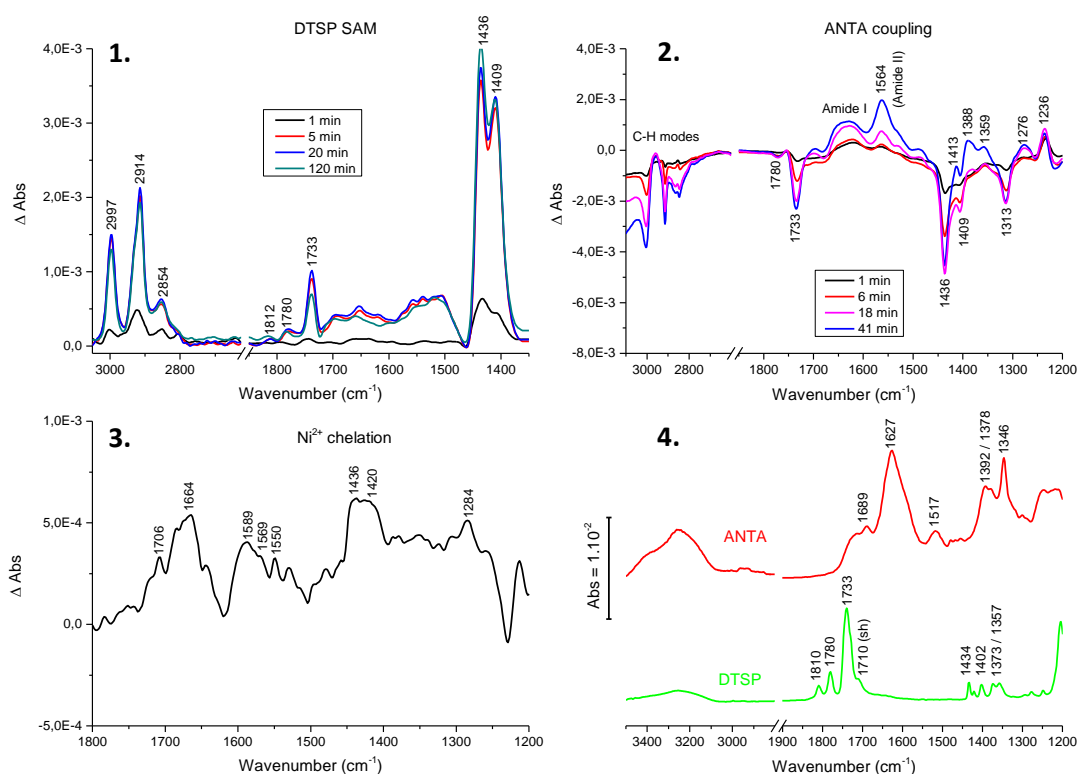 DTSP SAM
1.
4,0E-3
3,0E-3
2,0E-3
1,0E-3
0,0
Δ Abs
1 min
5 min
20 min
120 min
2997
2914
2854
1812
1780
1733
1436
1409
3000 2800 1800 1700 1600 1500 1400
Wavenumber (cm-1)
ANTA coupling
2.
4,0E-3
2,0E-3
0,0
-2,0E-3
-4,0E-3
-6,0E-3
-8,0E-3
Δ Abs
C-H modes
1780
1733
Amide I
1564
(Amide II)
1436
1413
1409
1388
1359
1313
1276
1236
1 min
6 min
18 min
41 min
3000 2800 1800 1700 1600 1500 1400 1300 1200
Wavenumber (cm-1)
3.
Ni2+ chelation
1,0E-3
5,0E-4
0,0
-5,0E-4
Δ Abs
1706
1664
1589
1569
1550
1436
1420
1284
1800 1700 1600 1500 1400 1300 1200
Wavenumber (cm-1)
4.
Abs = 1.10-2
ANTA
1689
1627
1517
1392 / 1378
1346
DTSP
1810
1780
1733
1710 (sh)
1434
1402
1373 / 1357
3400 3200 3000 1900 1800 1700 1600 1500 1400 1300 1200
Wavenumber (cm-1)